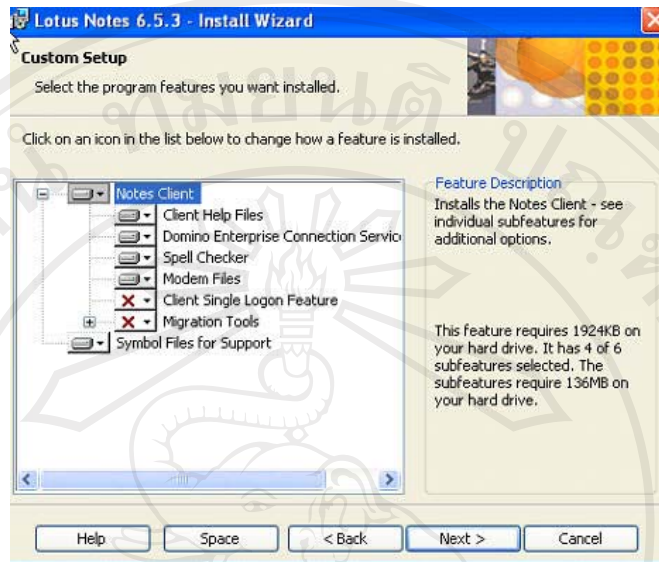 Lotus Notes 6.5.3 - Install Wizard
Custom Setup
Select the program features you want installed.
Click on an icon in the list below to change how a feature is installed.
Notes Client
Client Help Files
Domino Enterprise Connection Servic
Spell Checker
Modem Files
Client Single Logon Feature
Migration Tools
Symbol Files for Support
Feature Description
Installs the Notes Client - see
individual subfeatures for
additional options.
This feature requires 1924KB on
your hard drive. It has 4 of 6
subfeatures selected. The
subfeatures require 136MB on
your hard drive.
Help
Space
< Back
Next >
Cancel